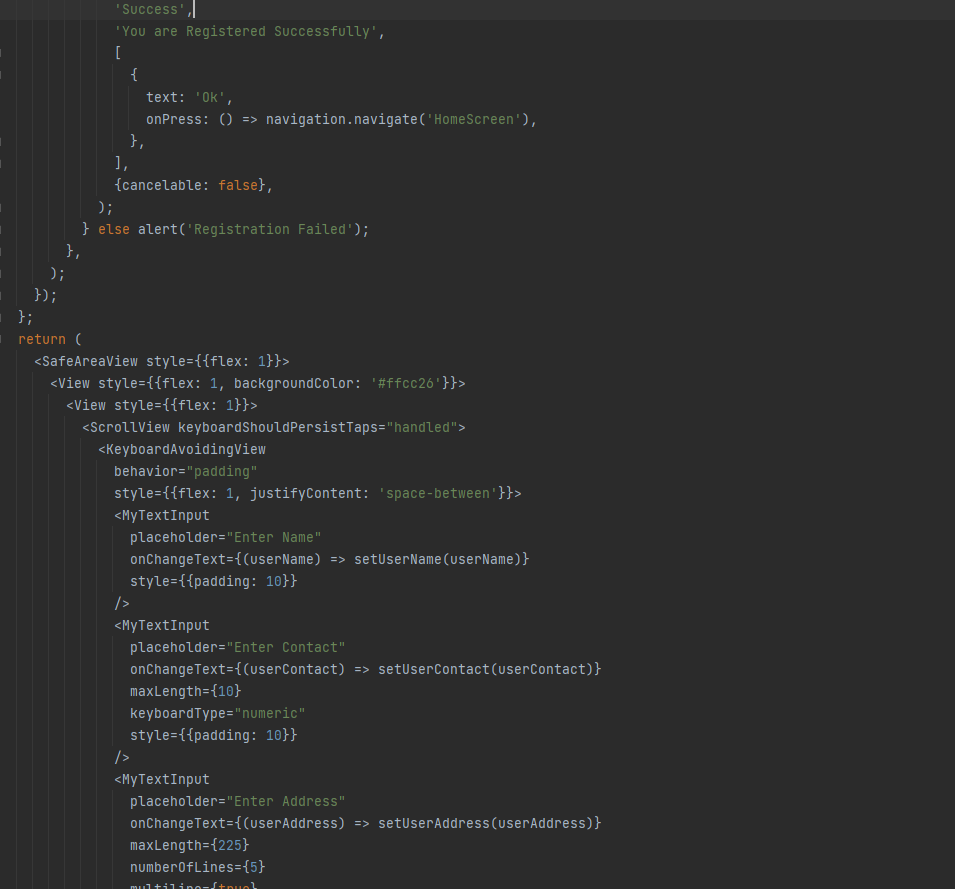 'Success',
'You are Registered Successfully',
[
{
text: 'Ok',
onPress: () => navigation.navigate('HomeScreen'),
},
],
{cancelable: false},
);
} else alert('Registration Failed');
},
);
});
};
return (
<SafeAreaView style={{flex: 1}}>
<View style={{flex: 1, backgroundColor: '#ffcc26'}}>
<View style={{flex: 1}}>
<ScrollView keyboardShouldPersistTaps="handled">
<KeyboardAvoidingView
behavior="padding"
style={{flex: 1, justifyContent: 'space-between'}}>
<MyTextInput
placeholder="Enter Name"
onChangeText={(userName) => setUserName(userName)}
style={{padding: 10}}
/>
<MyTextInput
placeholder="Enter Contact"
onChangeText={(userContact) => setUserContact(userContact)}
maxLength={10}
keyboardType="numeric"
style={{padding: 10}}
/>
<MyTextInput
placeholder="Enter Address"
onChangeText={(userAddress) => setUserAddress(userAddress)}
maxLength={225}
numberOfLines={5}
multiline={true}